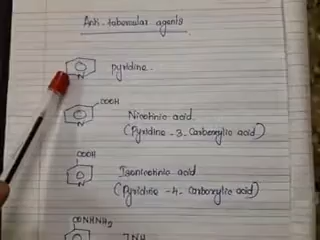 Anti-tubercular agents
N
pyridine.
COOH
N
Nicotinic acid
(Pyridine -3- Carboxylic acid)
COOH
N
Isonicotinic acid
(Pyridine -4- Carboxylic acid)
CONHNH2
INH